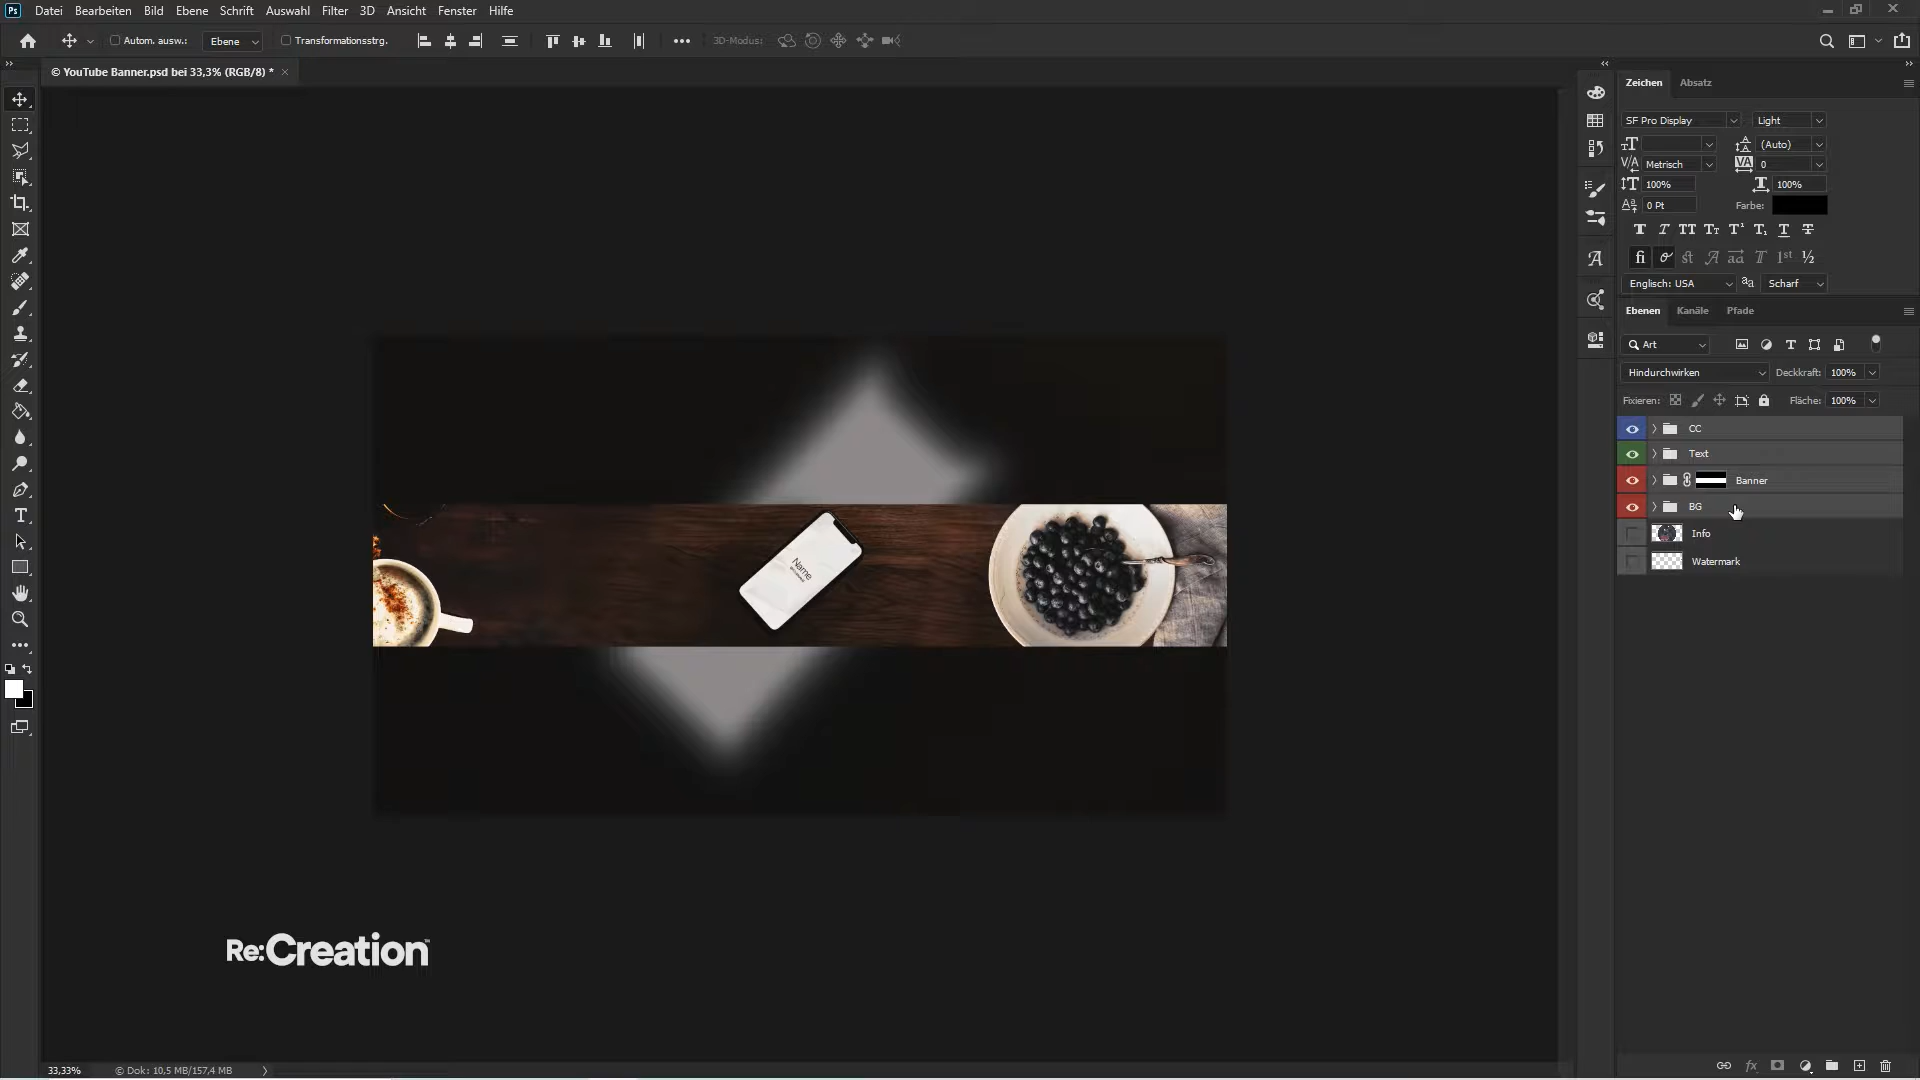 Ps Datei Bearbeiten Bild Ebene Schrift Auswahl Filter 3D Ansicht Fenster Hilfe
Autom. ausw.: Ebene Transformationsstrg. 3D-Modus:
© YouTube Banner.psd bei 33,3% (RGB/8) *
Zeichen Absatz
SF Pro Display Light
(Auto)
Metrisch 0
100% 100%
0 Pt Farbe:
Englisch: USA Scharf
Ebenen Kanäle Pfade
Art
Hindurchwirken Deckkraft: 100%
Fixieren: Fläche: 100%
CC
Text
Banner
BG
Info
Watermark
Name
Re:Creation™
33,33% © Dok: 10,5 MB/157,4 MB